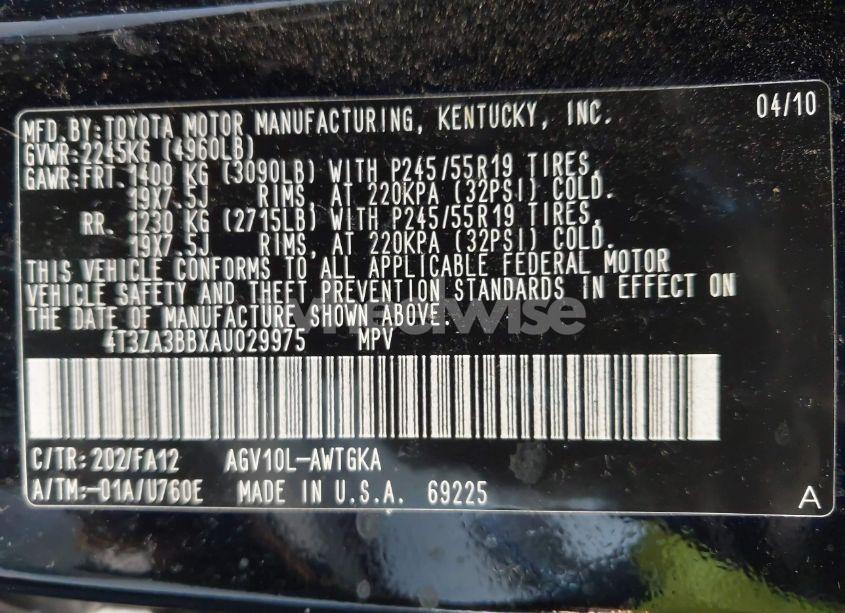 MFD.BY:TOYOTA MOTOR MANUFACTURING, KENTUCKY, INC. 04/10
GVWR:2245KG (4960LB)
GAWR:FRT. 1400 KG (3090LB) WITH P245/55R19 TIRES,
19X7.5J RIMS, AT 220KPA (32PSI) COLD.
RR. 1230 KG (2715LB) WITH P245/55R19 TIRES,
19X7.5J RIMS, AT 220KPA (32PSI) COLD.
THIS VEHICLE CONFORMS TO ALL APPLICABLE FEDERAL MOTOR
VEHICLE SAFETY AND THEFT PREVENTION STANDARDS IN EFFECT ON
THE DATE OF MANUFACTURE SHOWN ABOVE.
4T3ZA3BBXAU029975 MPV
C/TR:202/FA12 AGV10L-AWTGKA
A/TM:-01A/U760E MADE IN U.S.A. 69225 A